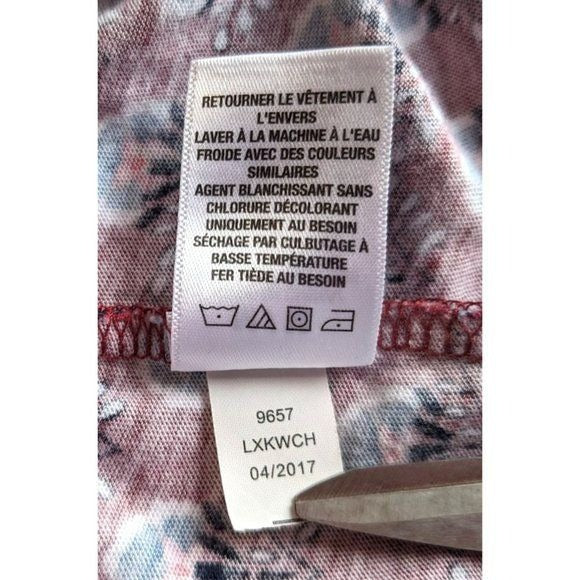 RETOURNER LE VÊTEMENT À
L'ENVERS
LAVER À LA MACHINE À L'EAU
FROIDE AVEC DES COULEURS
SIMILAIRES
AGENT BLANCHISSANT SANS
CHLORURE DÉCOLORANT
UNIQUEMENT AU BESOIN
SÉCHAGE PAR CULBUTAGE À
BASSE TEMPÉRATURE
FER TIÈDE AU BESOIN
9657
LXKWCH
04/2017